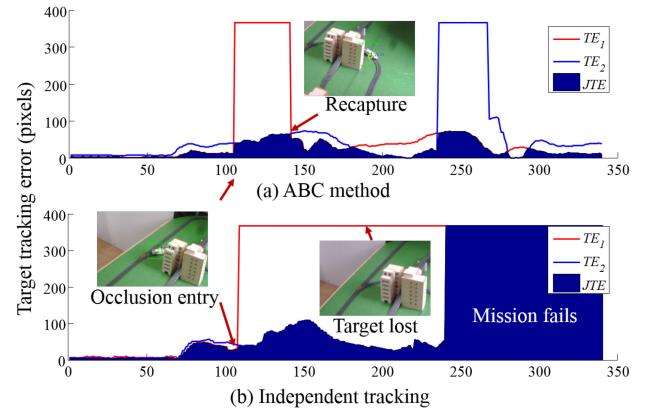 Target tracking error (pixels)
400
300
200
100
0
TE1
TE2
JTE
Recapture
0 50 100 150 200 250 300 350
(a) ABC method
400
300
200
100
0
TE1
TE2
JTE
Occlusion entry
Target lost
Mission fails
0 50 100 150 200 250 300 350
(b) Independent tracking